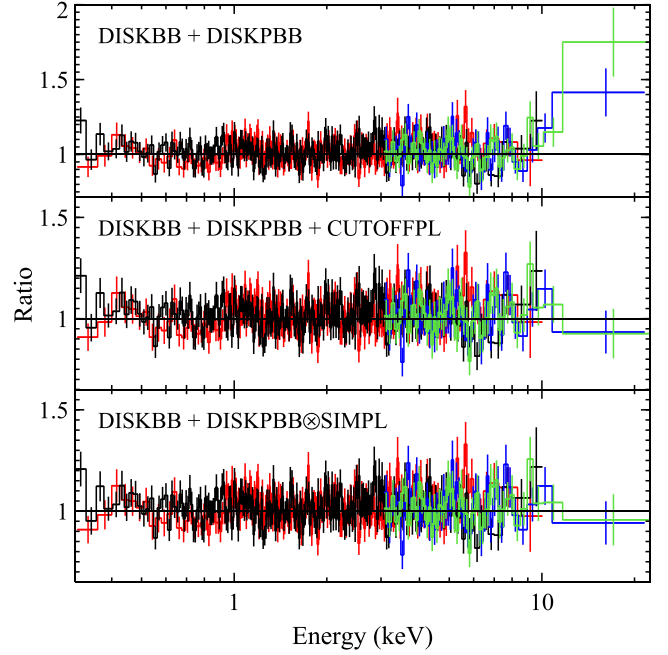 2
DISKBB + DISKPBB
1.5
1
DISKBB + DISKPBB + CUTOFFPL
1.5
Ratio
1
DISKBB + DISKPBB⊗SIMPL
1.5
1
1
10
Energy (keV)